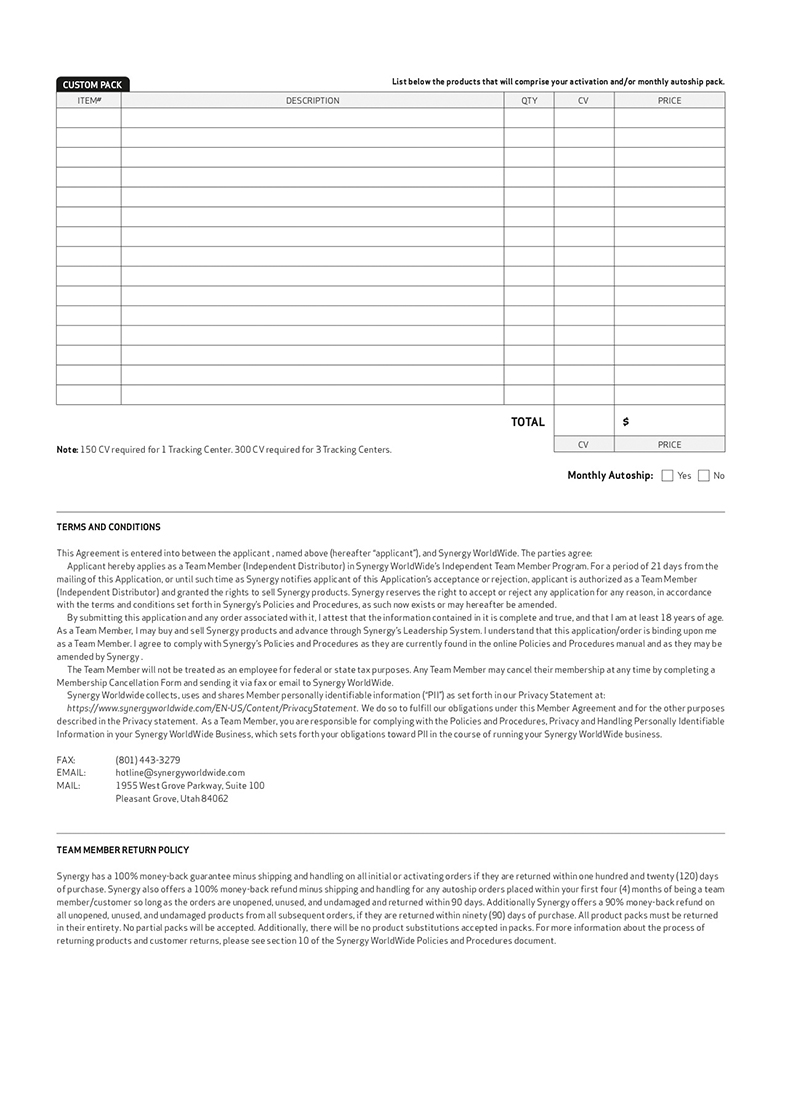 CUSTOM PACK
List below the products that will comprise your activation and/or monthly autoship pack.
ITEM# DESCRIPTION QTY CV PRICE
TOTAL $
CV PRICE
Note: 150 CV required for 1 Tracking Center. 300 CV required for 3 Tracking Centers.
Monthly Autoship: Yes No
TERMS AND CONDITIONS
This Agreement is entered into between the applicant , named above (hereafter “applicant”), and Synergy WorldWide. The parties agree:
Applicant hereby applies as a Team Member (Independent Distributor) in Synergy WorldWide’s Independent Team Member Program. For a period of 21 days from the
mailing of this Application, or until such time as Synergy notifies applicant of this Application’s acceptance or rejection, applicant is authorized as a Team Member
(Independent Distributor) and granted the rights to sell Synergy products. Synergy reserves the right to accept or reject any application for any reason, in accordance
with the terms and conditions set forth in Synergy’s Policies and Procedures, as such now exists or may hereafter be amended.
By submitting this application and any order associated with it, I attest that the information contained in it is complete and true, and that I am at least 18 years of age.
As a Team Member, I may buy and sell Synergy products and advance through Synergy’s Leadership System. I understand that this application/order is binding upon me
as a Team Member. I agree to comply with Synergy’s Policies and Procedures as they are currently found in the online Policies and Procedures manual and as they may be
amended by Synergy .
The Team Member will not be treated as an employee for federal or state tax purposes. Any Team Member may cancel their membership at any time by completing a
Membership Cancellation Form and sending it via fax or email to Synergy WorldWide.
Synergy Worldwide collects, uses and shares Member personally identifiable information (“PII”) as set forth in our Privacy Statement at:
https://www.synergyworldwide.com/EN-US/Content/PrivacyStatement. We do so to fulfill our obligations under this Member Agreement and for the other purposes
described in the Privacy statement. As a Team Member, you are responsible for complying with the Policies and Procedures, Privacy and Handling Personally Identifiable
Information in your Synergy WorldWide Business, which sets forth your obligations toward PII in the course of running your Synergy WorldWide business.
FAX: (801) 443-3279
EMAIL: hotline@synergyworldwide.com
MAIL: 1955 West Grove Parkway, Suite 100
Pleasant Grove, Utah 84062
TEAM MEMBER RETURN POLICY
Synergy has a 100% money-back guarantee minus shipping and handling on all initial or activating orders if they are returned within one hundred and twenty (120) days
of purchase. Synergy also offers a 100% money-back refund minus shipping and handling for any autoship orders placed within your first four (4) months of being a team
member/customer so long as the orders are unopened, unused, and undamaged and returned within 90 days. Additionally Synergy offers a 90% money-back refund on
all unopened, unused, and undamaged products from all subsequent orders, if they are returned within ninety (90) days of purchase. All product packs must be returned
in their entirety. No partial packs will be accepted. Additionally, there will be no product substitutions accepted in packs. For more information about the process of
returning products and customer returns, please see section 10 of the Synergy WorldWide Policies and Procedures document.